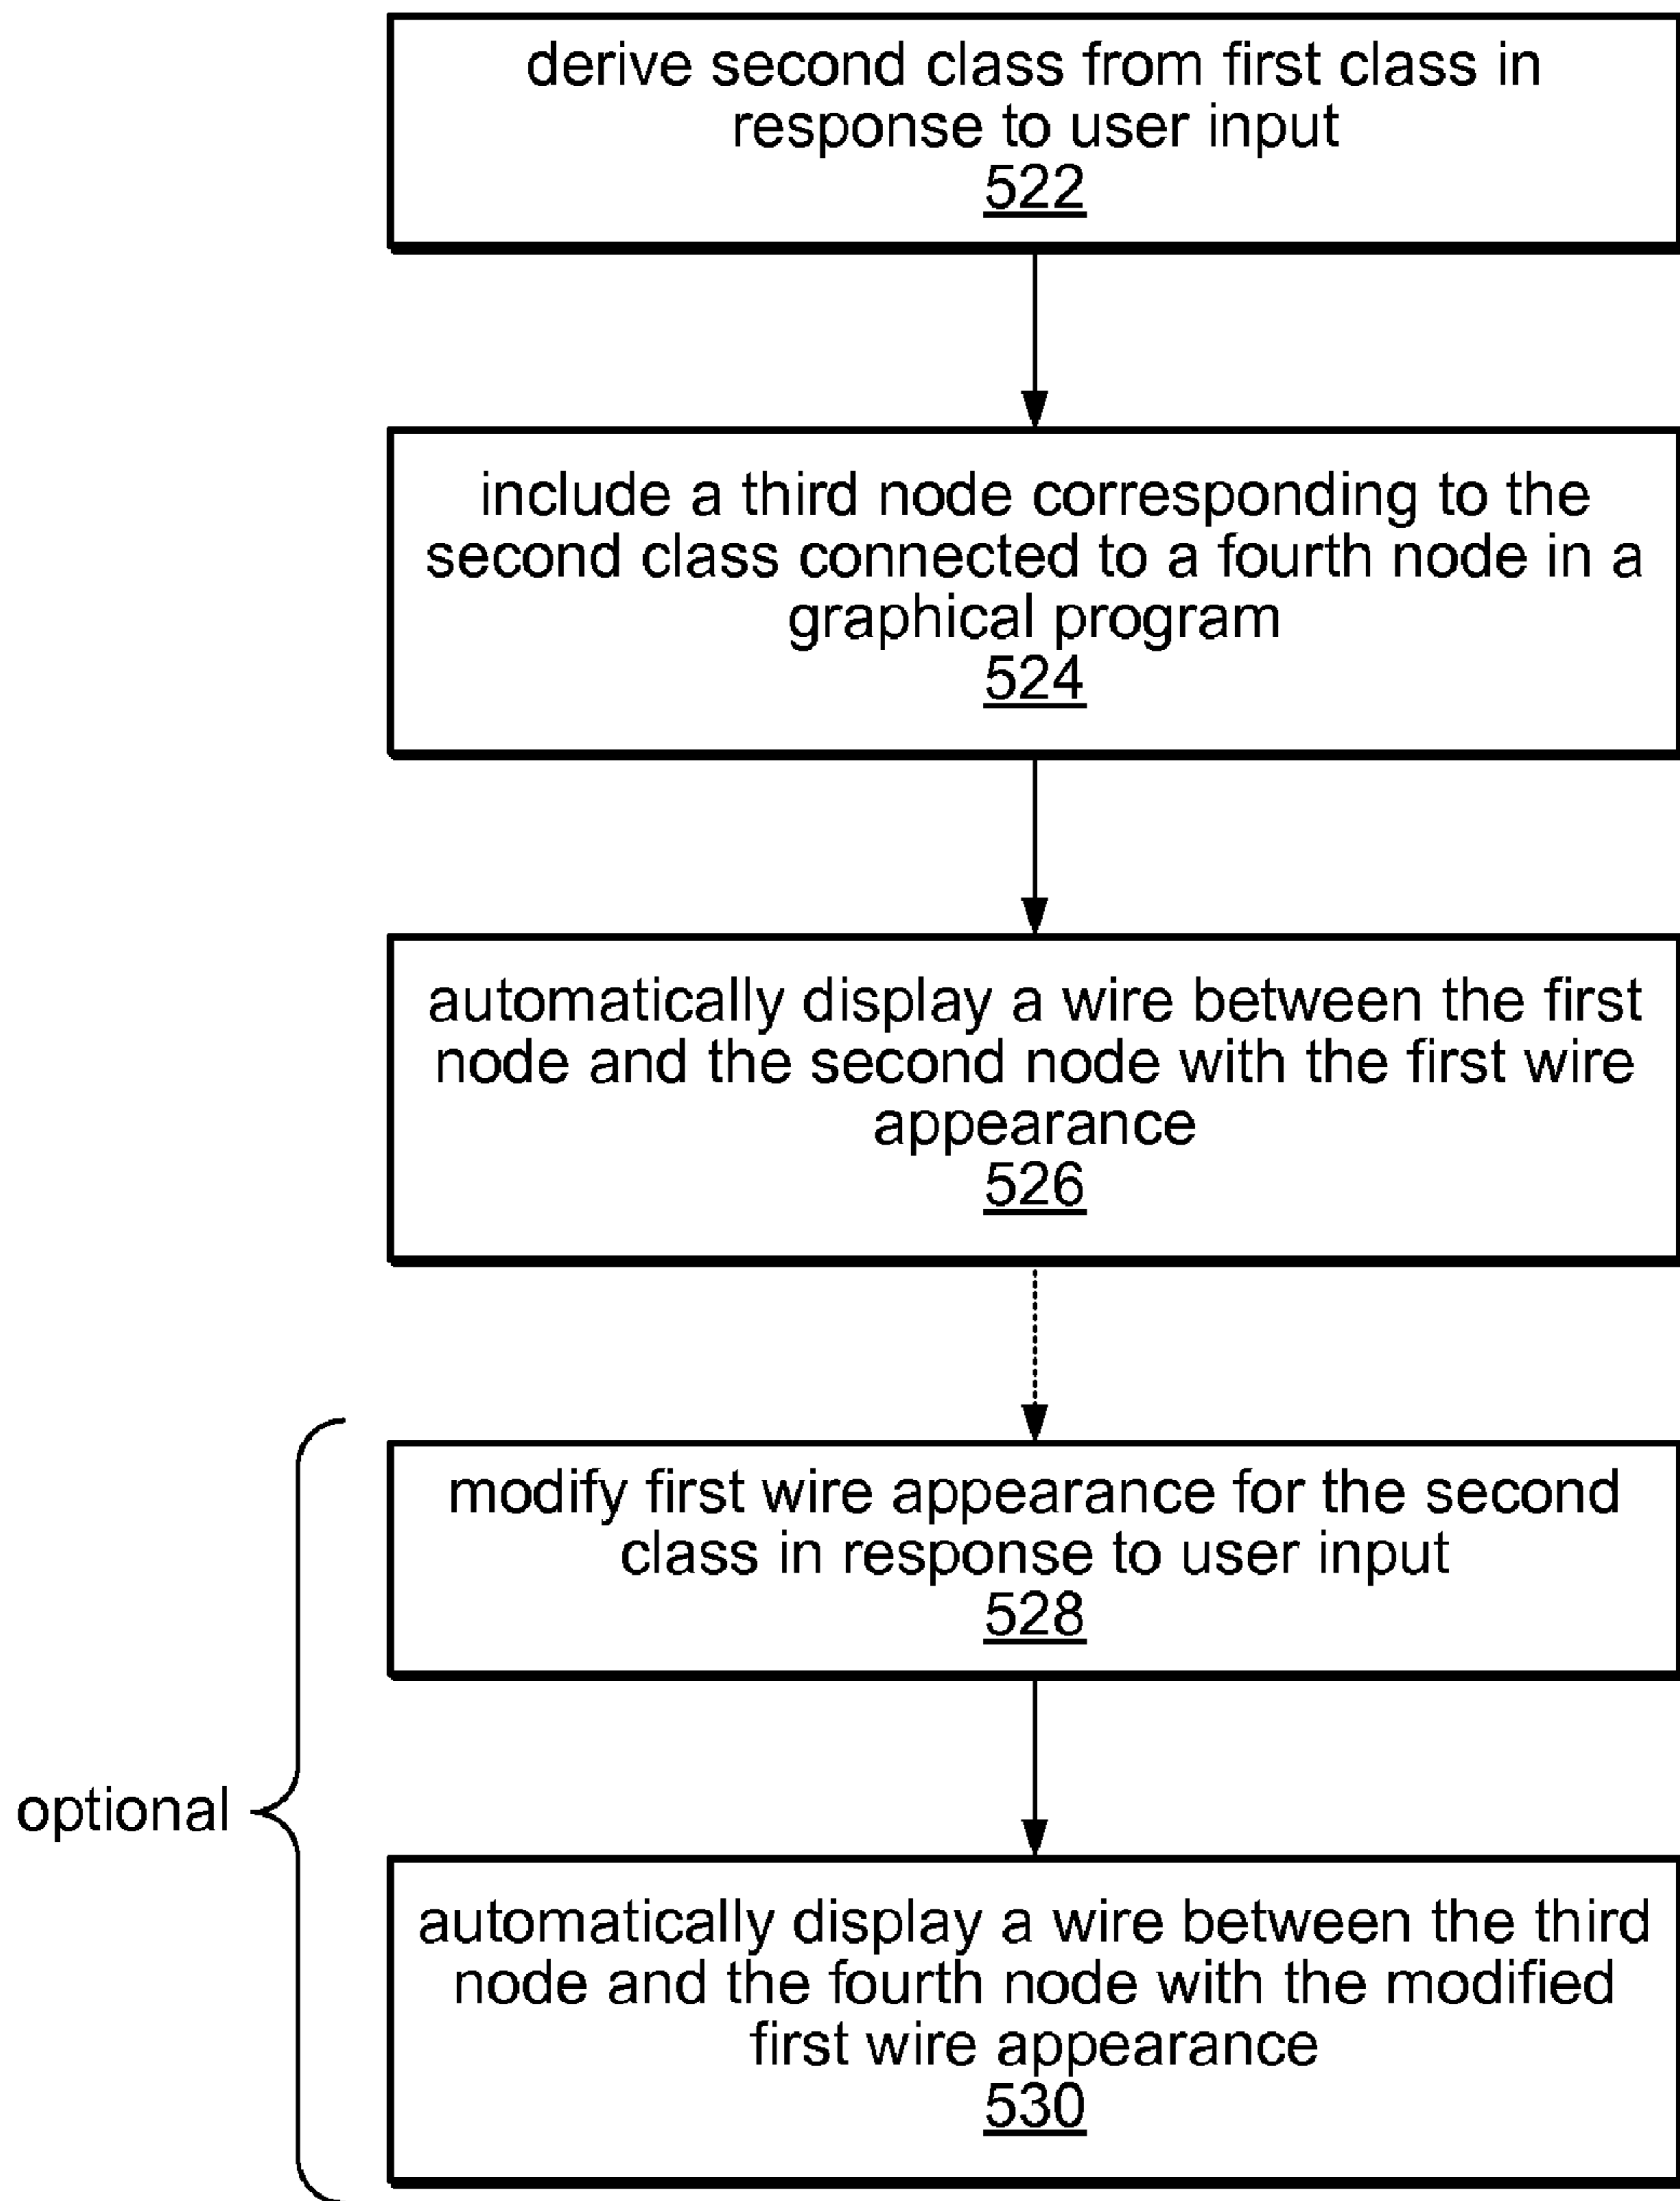 derive second class from first class in
response to user input
522
include a third node corresponding to the
second class connected to a fourth node in a
graphical program
524
automatically display a wire between the first
node and the second node with the first wire
appearance
526
modify first wire appearance for the second
class in response to user input
528
optional
automatically display a wire between the third
node and the fourth node with the modified
first wire appearance
530